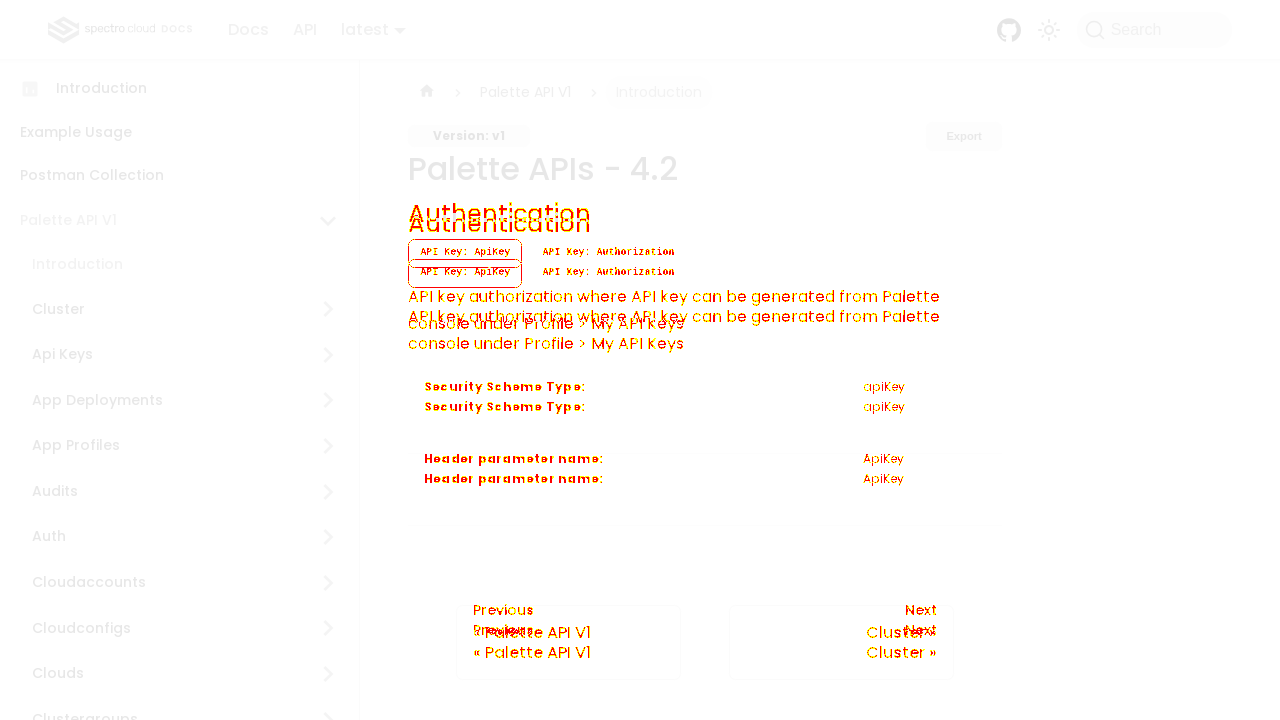 spectro cloud DOCS
Docs API latest
Search
Introduction
Example Usage
Postman Collection
Palette API V1
Introduction
Cluster
Api Keys
App Deployments
App Profiles
Audits
Auth
Cloudaccounts
Cloudconfigs
Clouds
Clustergroups
Palette API V1
Introduction
Version: v1
Export
Palette APIs - 4.2
Authentication
Authentication
API Key: ApiKey API Key: Authorization
API Key: ApiKey API Key: Authorization
API key authorization where API key can be generated from Palette
API key authorization where API key can be generated from Palette
console under Profile > My API Keys
console under Profile > My API Keys
Security Scheme Type: apiKey
Security Scheme Type: apiKey
Header parameter name: ApiKey
Header parameter name: ApiKey
Previous Next
Previous Next
« Palette API V1 Cluster »
« Palette API V1 Cluster »